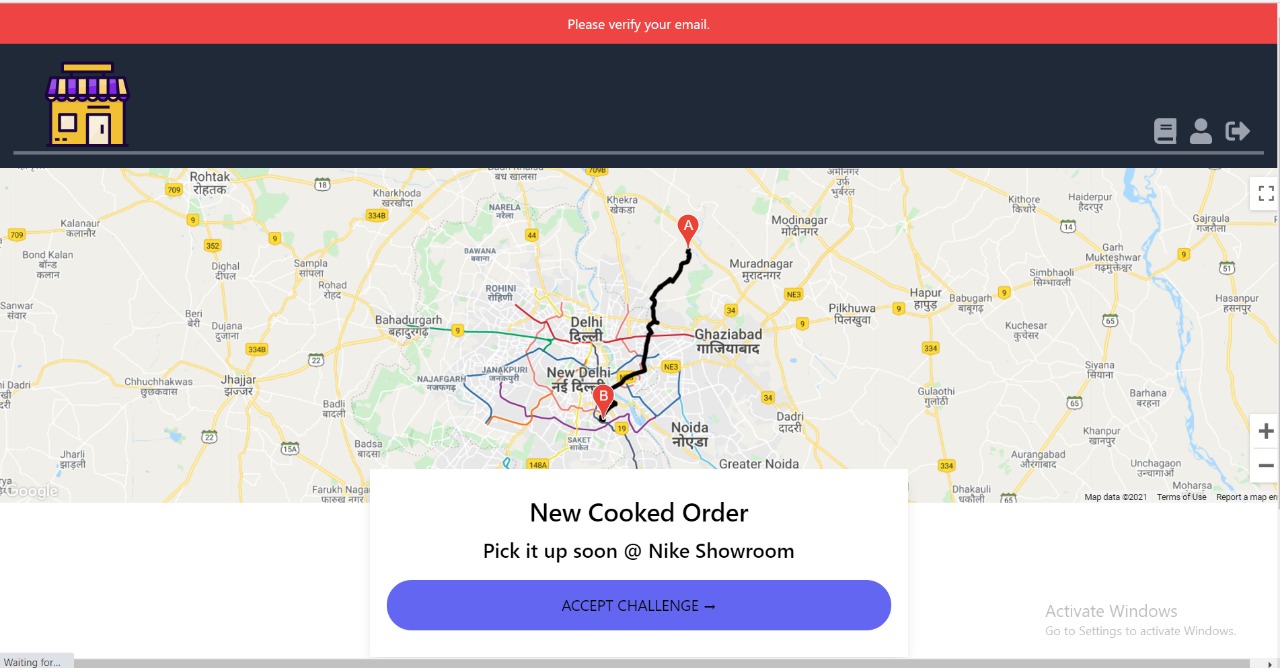 Please verify your email.
Rohtak
रोहतक
709
18
709B
Kharkhoda
खरखौदा
334B
NARELA
नरेला
Khekra
खेकड़ा
A
Modinagar
मोदीनगर
Kithore
किथोरे
Haiderpur
हैदरपुर
14
Gajraula
गजरौला
Kalanaur
कलानौर
709
9
352
9
44
Bond Kalan
बौन्द
कलान
BAWANA
बवाना
Dighal
दीघल
Sampla
सांपला
Rohad
रोहद
ROHINI
रोहिणी
Muradnagar
मुरादनगर
Garh
Mukteshwar
गढ़मुक्तेश्वर
9
51
Simbhaoli
सिम्भावली
Hapur
हापुड़
Babugarh
बाबूगढ़
9
Hasanpur
हसनपुर
NE3
34
9
9
Pilkhuwa
पिलखुवा
Beri
बेरी
Dujana
दुजाना
Bahadurgarh
बहादुरगढ़
9
Delhi
दिल्ली
Ghaziabad
गाज़ियाबाद
Kuchesar
कुचेसर
65
334B
22
334
Chhuchhakwas
छुछकवास
Jhajjar
झज्जर
NAJAFGARH
नजफगढ़
JANAKPURI
जनकपुरी
New Delhi
नई दिल्ली
NE3
Siyana
सियाना
Gulaothi
गुलोठी
65
Barhana
बरहना
Badli
बादली
B
34
Dadri
दादरी
22
15A
Badsa
बाढसा
SAKET
साकेत
19
Noida
नोएडा
Khanpur
खानपुर
Jharli
झाड़ली
148A
Greater Noida
334
Aurangabad
औरंगाबाद
Unchagaon
Google
Farukh Nagar
Dhakauli
65
Moharsa
Map data ©2021
Terms of Use
Report a map en
New Cooked Order
Pick it up soon @ Nike Showroom
ACCEPT CHALLENGE →
Activate Windows
Go to Settings to activate Windows.
Waiting for...